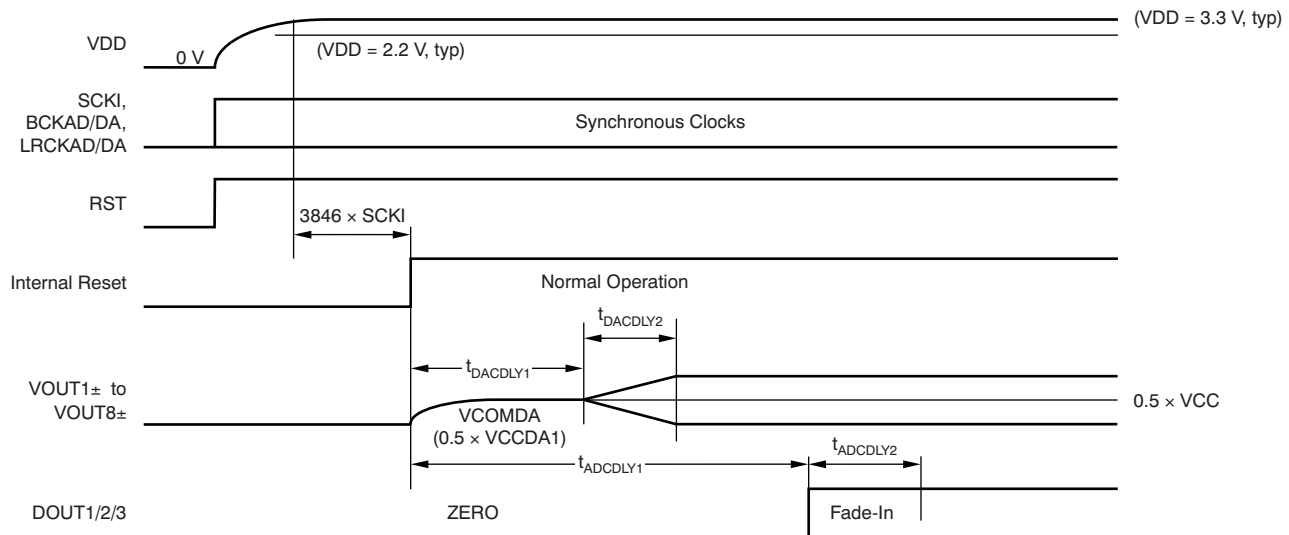 (VDD = 3.3 V, typ)
VDD
0 V
(VDD = 2.2 V, typ)
SCKI,
BCKAD/DA,
LRCKAD/DA
Synchronous Clocks
RST
3846 × SCKI
Internal Reset
Normal Operation
tDACDLY2
tDACDLY1
VOUT1± to
VOUT8±
VCOMDA
(0.5 × VCCDA1)
0.5 × VCC
tADCDLY1
tADCDLY2
DOUT1/2/3
ZERO
Fade-In